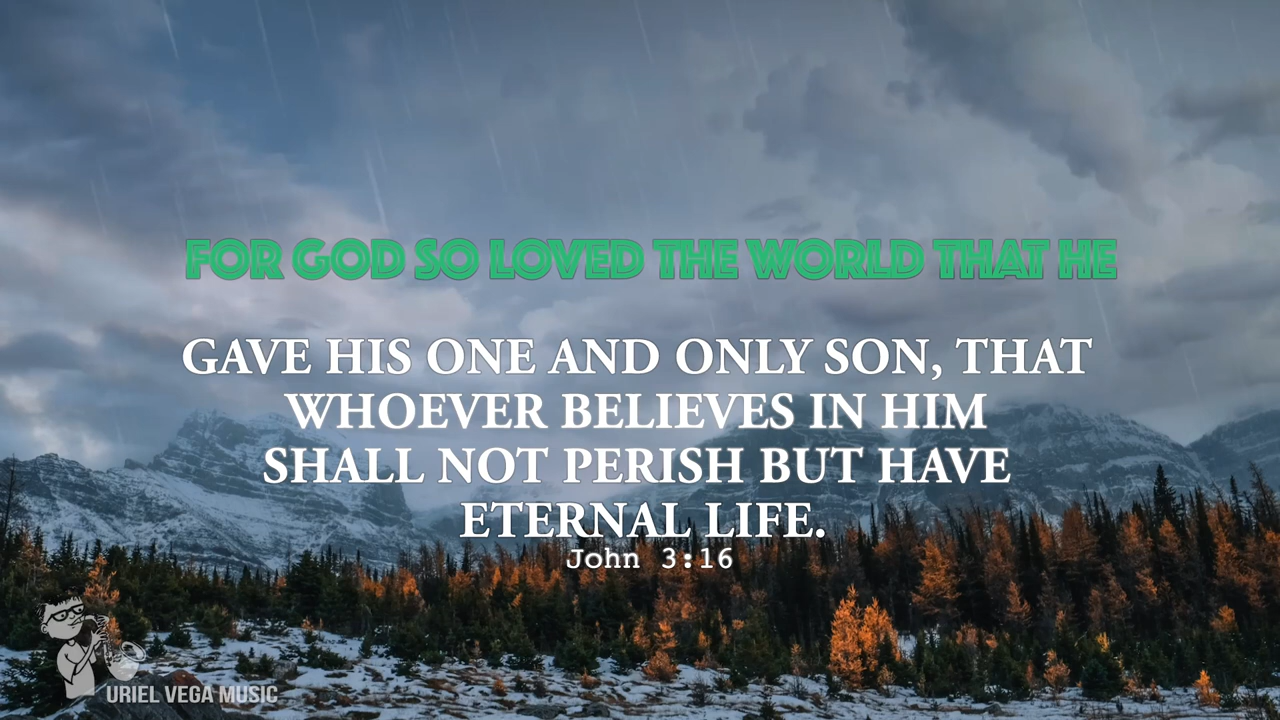 FOR GOD SO LOVED THE WORLD THAT HE
GAVE HIS ONE AND ONLY SON, THAT
WHOEVER BELIEVES IN HIM
SHALL NOT PERISH BUT HAVE
ETERNAL LIFE.
John 3:16
URIEL VEGA MUSIC